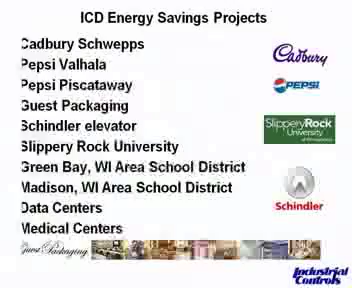 ICD Energy Savings Projects
Cadbury Schwepps
Pepsi Valhala
Pepsi Piscataway
Guest Packaging
Schindler elevator
Slippery Rock University
Green Bay, WI Area School District
Madison, WI Area School District
Data Centers
Medical Centers
Cadbury
PEPSI
SlipperyRock
University
Schindler
Guest Packaging
Industrial
Controls